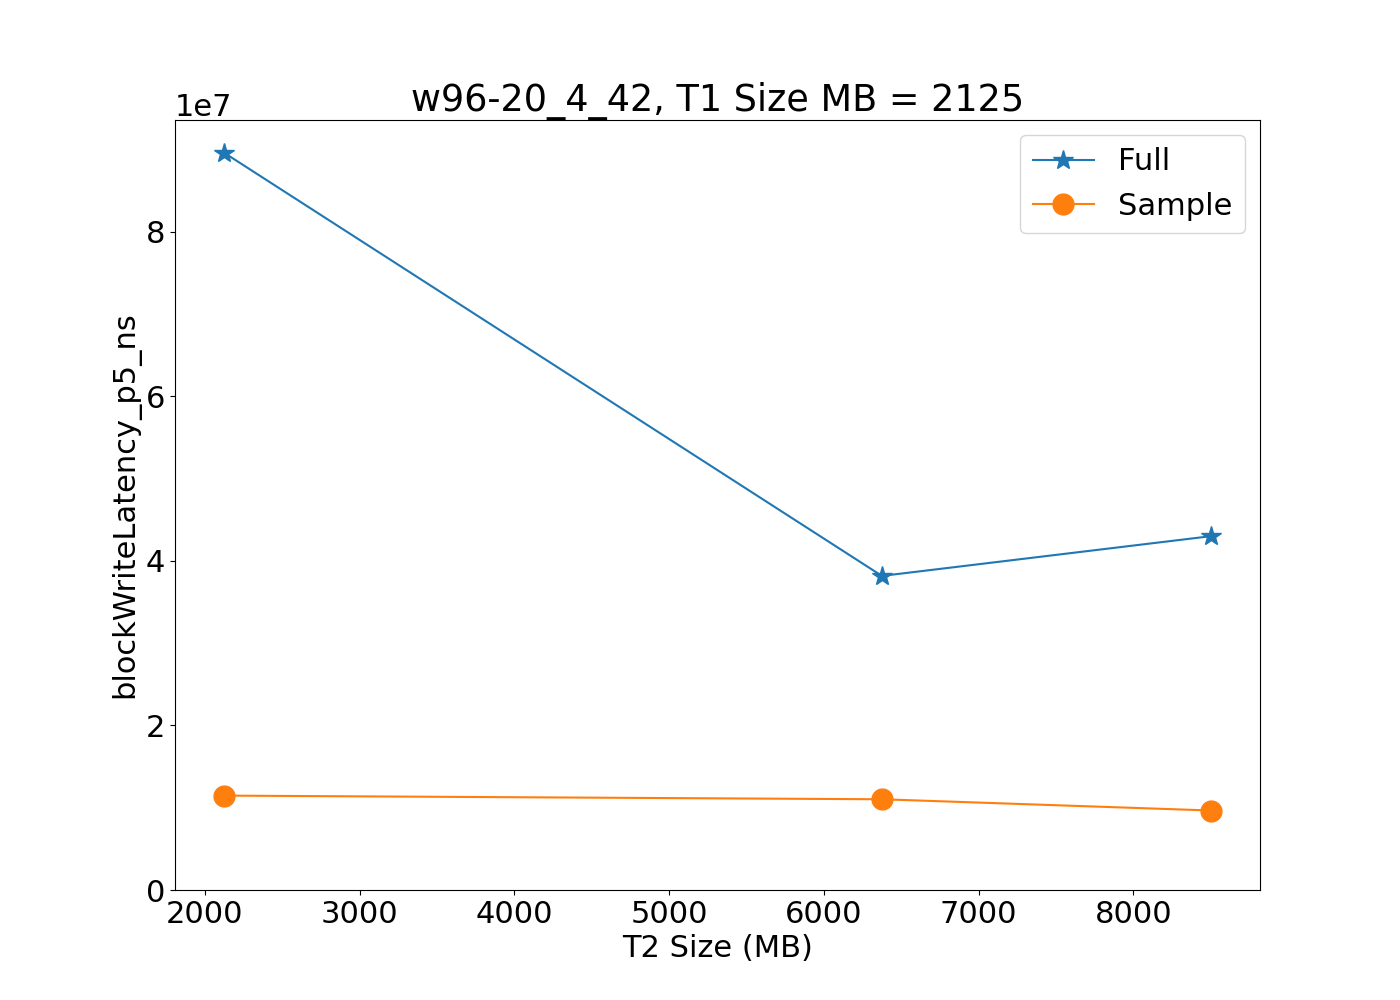 w96-20_4_42, T1 Size MB = 2125
1e7
Full
Sample
8
6
4
2
0
blockWriteLatency_p5_ns
2000 3000 4000 5000 6000 7000 8000
T2 Size (MB)